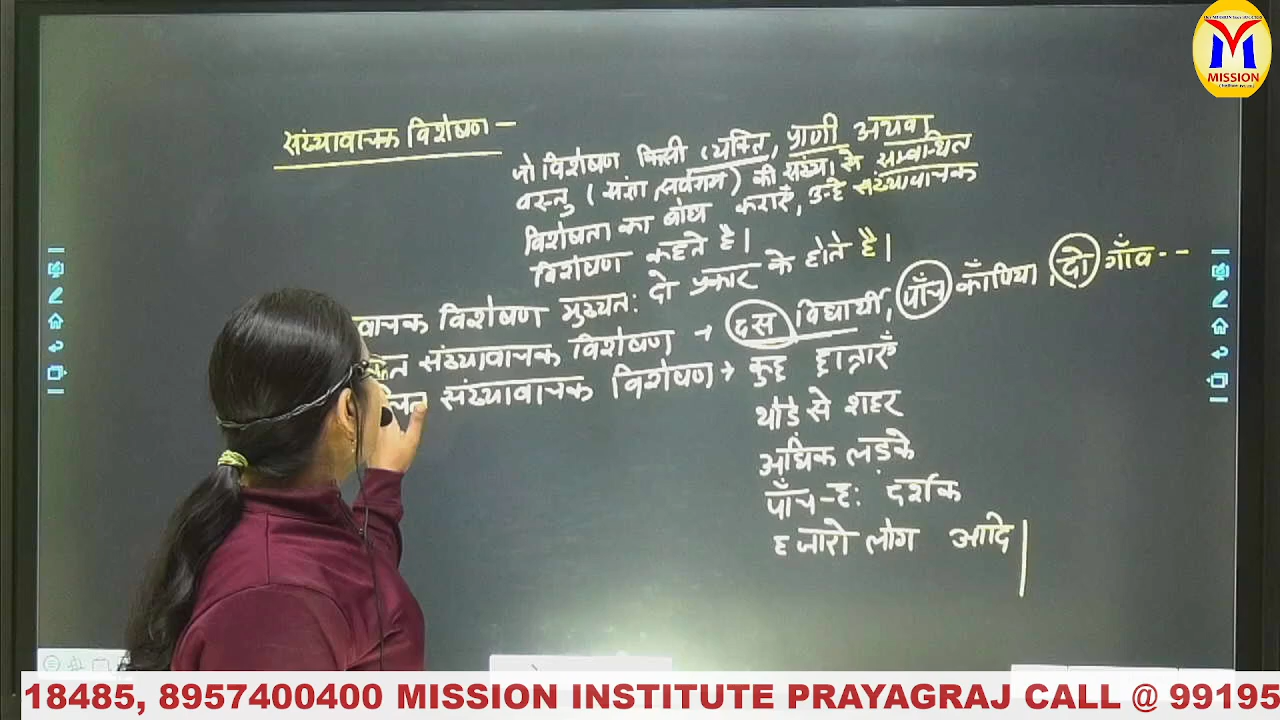 संख्यावाचक विशेषण –
जो विशेषण किसी (व्यक्ति, प्राणी अथवा
वस्तु (संज्ञा/सर्वनाम) की संख्या से सम्बन्धित
विशेषता का बोध कराएँ, उन्हे संख्यावाचक
विशेषण कहते है।
वाचक विशेषण मुख्यत: दो प्रकार के होते है।
संख्यावाचक विशेषण → दस विद्यार्थी, पाँच काँपिया, दो गाँव --
संख्यावाचक विशेषण → कुछ छात्राएँ
थोडे से शहर
अधिक लडके
पाँच-छ: दर्शक
हजारो लोग आदि|
MISSION
18485, 8957400400 MISSION INSTITUTE PRAYAGRAJ CALL @ 99195